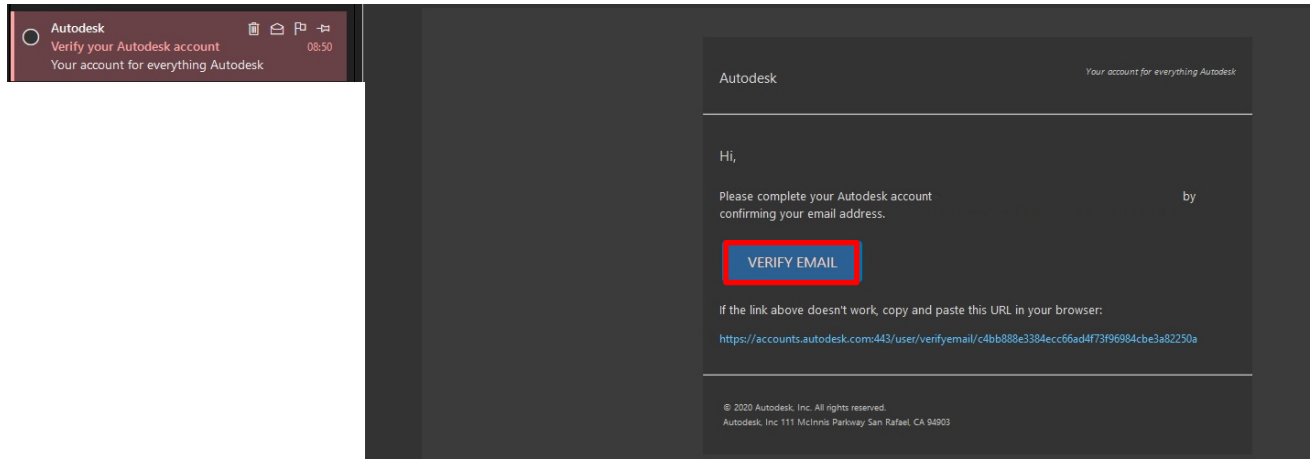 Autodesk
Verify your Autodesk account 08:50
Your account for everything Autodesk
Autodesk
Your account for everything Autodesk
Hi,
Please complete your Autodesk account by
confirming your email address.
VERIFY EMAIL
If the link above doesn't work, copy and paste this URL in your browser:
https://accounts.autodesk.com:443/user/verifyemail/c4bb888e3384ecc66ad4f73f96984cbe3a82250a
© 2020 Autodesk, Inc. All rights reserved.
Autodesk, Inc 111 McInnis Parkway San Rafael, CA 94903